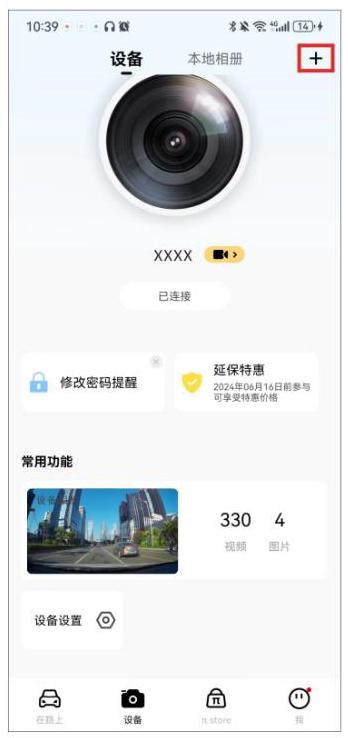 10:39
4G
14
设备
本地相册
+
XXXX
已连接
修改密码提醒
延保特惠
2024年06月16日前参与
可享受特惠价格
常用功能
330
4
视频
图片
设备设置
在路上
设备
π store
我